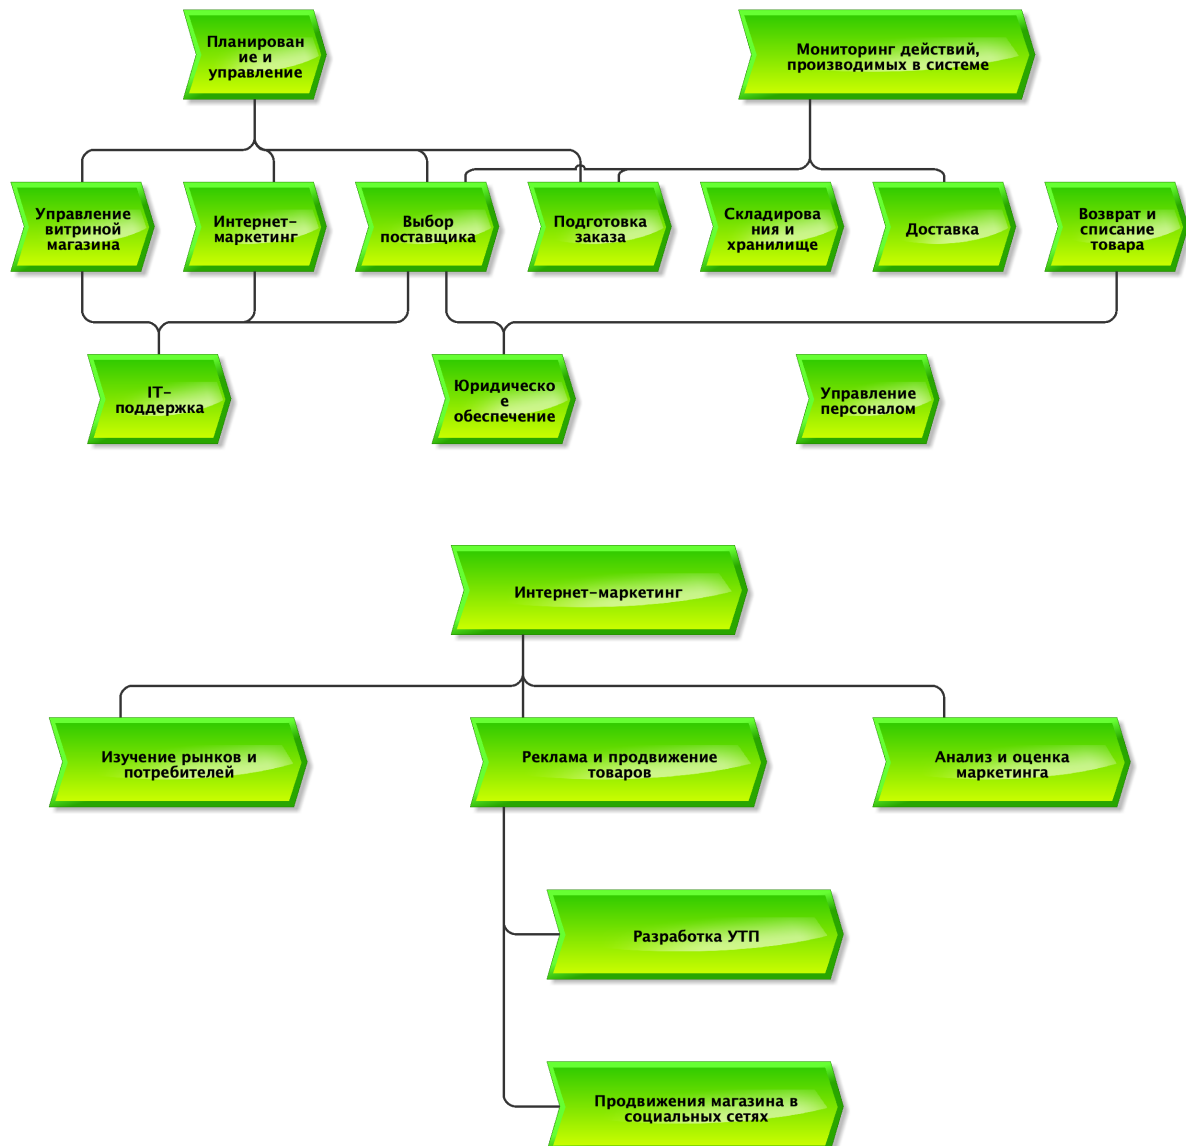 Планирован
ие и
управление
Мониторинг действий,
производимых в системе
Управление
витриной
магазина
Интернет-
маркетинг
Выбор
поставщика
Подготовка
заказа
Складирова
ния и
хранилище
Доставка
Возврат и
списание
товара
IT-
поддержка
Юридическо
е
обеспечение
Управление
персоналом
Интернет-маркетинг
Изучение рынков и
потребителей
Реклама и продвижение
товаров
Анализ и оценка
маркетинга
Разработка УТП
Продвижения магазина в
социальных сетях